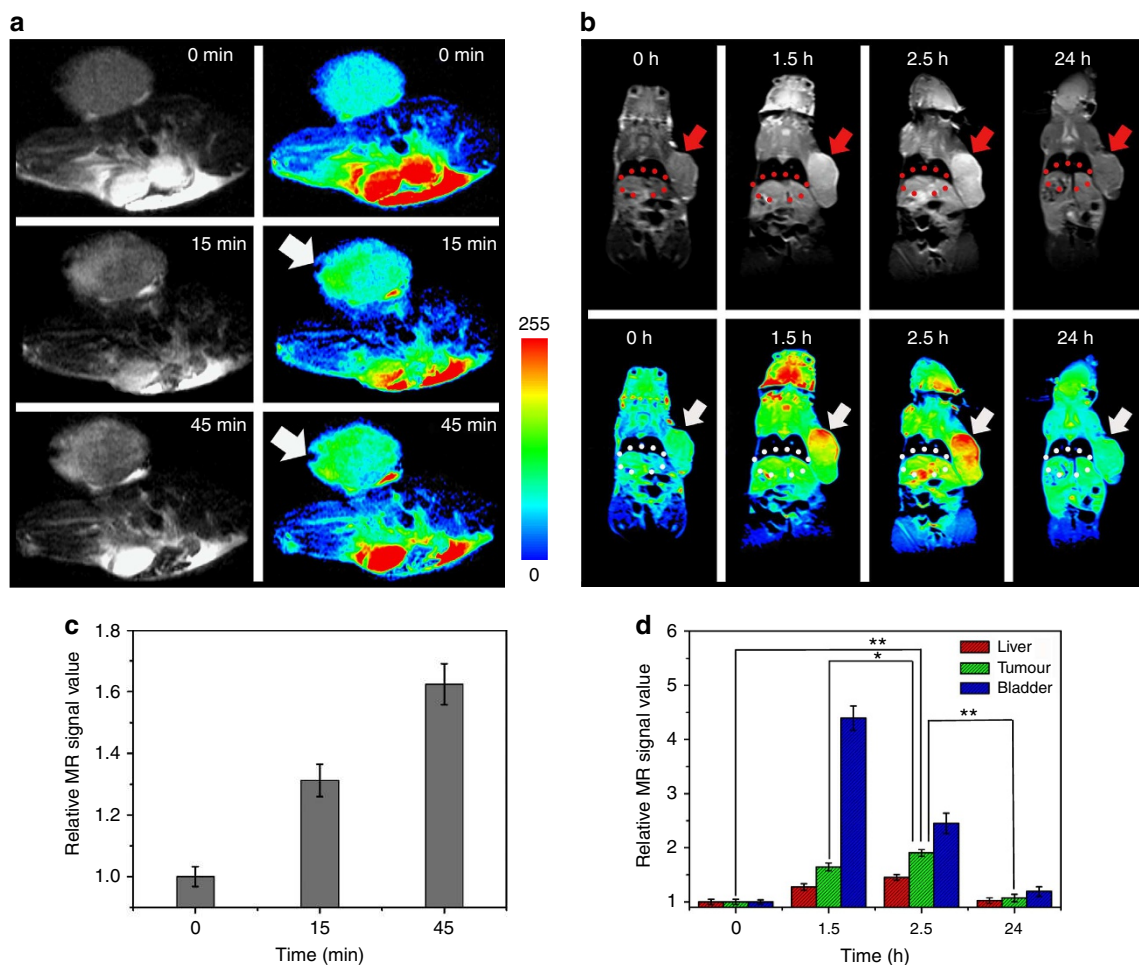 a
0 min
0 min
15 min
15 min
45 min
45 min
255
0
b
0 h
1.5 h
2.5 h
24 h
0 h
1.5 h
2.5 h
24 h
c
1.8
1.6
1.4
1.2
1.0
Relative MR signal value
0
15
45
Time (min)
d
6
5
4
3
2
1
Relative MR signal value
**
*
**
Liver
Tumour
Bladder
0
1.5
2.5
24
Time (h)